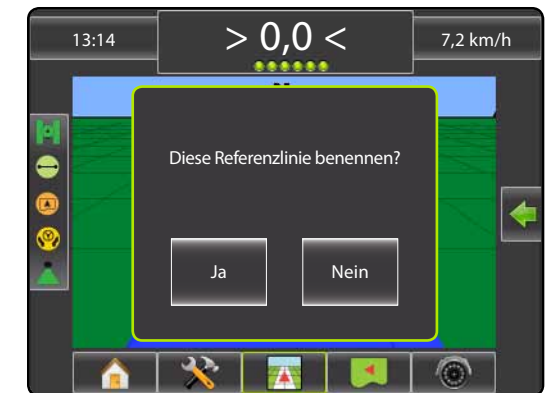 13:14
> 0,0 <
7,2 km/h
Diese Referenzlinie benennen?
Ja
Nein